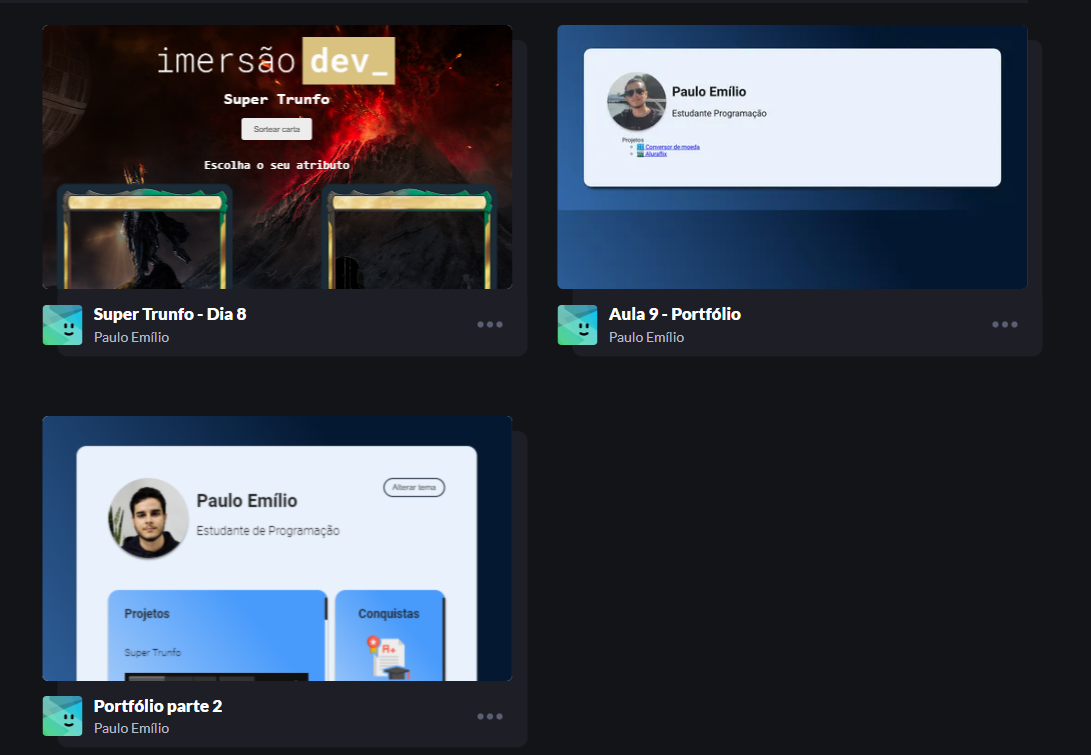 imersão dev_
Super Trunfo
Sortear carta
Escolha o seu atributo
Super Trunfo - Dia 8
Paulo Emílio
Paulo Emílio
Estudante Programação
Projetos
Conversor de moeda
Aluraflix
Aula 9 - Portfólio
Paulo Emílio
Paulo Emílio
Alterar tema
Estudante de Programação
Projetos
Conquistas
Super Trunfo
R+
Portfólio parte 2
Paulo Emílio